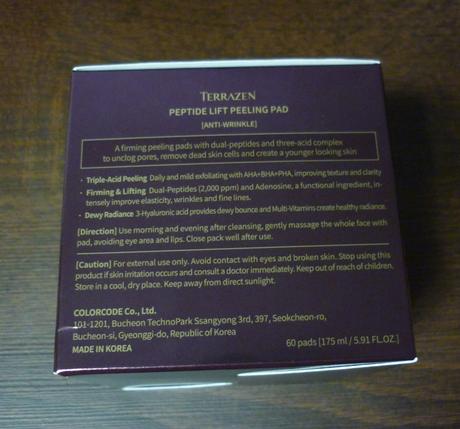 TERRAZEN
PEPTIDE LIFT PEELING PAD
[ANTI-WRINKLE]
A firming peeling pads with dual-peptides and three-acid complex
to unclog pores, remove dead skin cells and create a younger looking skin
· Triple-Acid Peeling Daily and mild exfoliating with AHA+BHA+PHA, improving texture and clarity
· Firming & Lifting Dual-Peptides (2,000 ppm) and Adenosine, a functional ingredient, in-
tensely improve elasticity, wrinkles and fine lines.
· Dewy Radiance 3-Hyaluronic acid provides dewy bounce and Multi-Vitamins create healthy radiance.
[Direction] Use morning and evening after cleansing, gently massage the whole face with
pad, avoiding eye area and lips. Close pack well after use.
[Caution] For external use only. Avoid contact with eyes and broken skin. Stop using this
product if skin irritation occurs and consult a doctor immediately. Keep out of reach of children.
Store in a cool, dry place. Keep away from direct sunlight.
COLORCODE Co., Ltd.
101-1201, Bucheon TechnoPark Ssangyong 3rd, 397, Seokcheon-ro,
Bucheon-si, Gyeonggi-do, Republic of Korea
MADE IN KOREA
60 pads [175 ml / 5.91 FL.OZ.]